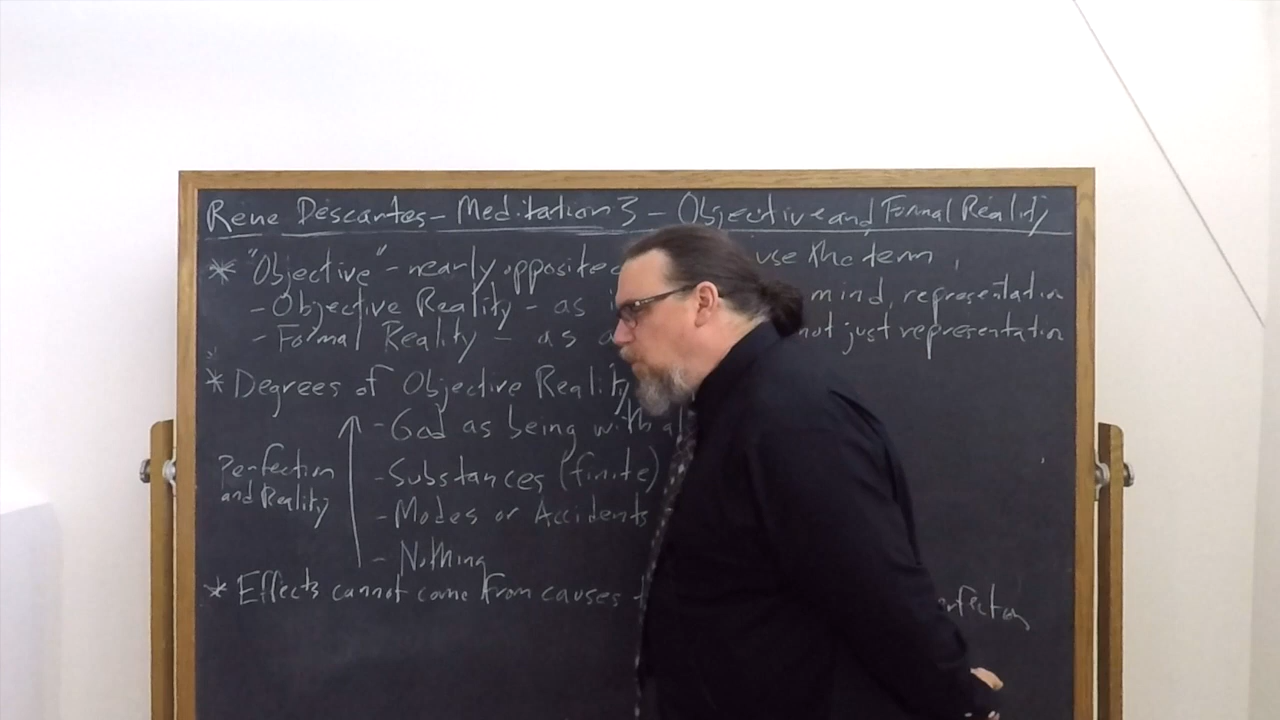 Rene Descartes - Meditation 3 - Objective and Formal Reality
* "Objective" - nearly opposite use the term
- Objective Reality - as mind, representation
- Formal Reality - as not just representation
* Degrees of Objective Reality
- God as being with
- Substances (finite)
Perfection
and Reality
- Modes or Accidents
- Nothing
* Effects cannot come from causes